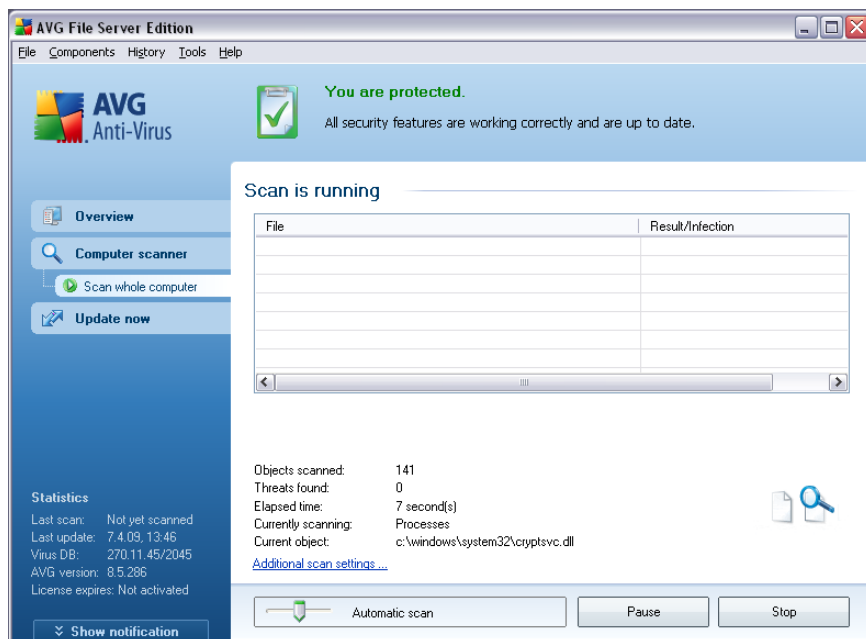 AVG File Server Edition
File Components History Tools Help
AVG
Anti-Virus
You are protected.
All security features are working correctly and are up to date.
Overview
Computer scanner
Scan whole computer
Update now
Scan is running
File Result/Infection
Objects scanned: 141
Threats found: 0
Elapsed time: 7 second(s)
Currently scanning: Processes
Current object: c:\windows\system32\cryptsvc.dll
Additional scan settings ...
Statistics
Last scan: Not yet scanned
Last update: 7.4.09, 13:46
Virus DB: 270.11.45/2045
AVG version: 8.5.286
License expires: Not activated
Show notification
Automatic scan
Pause
Stop